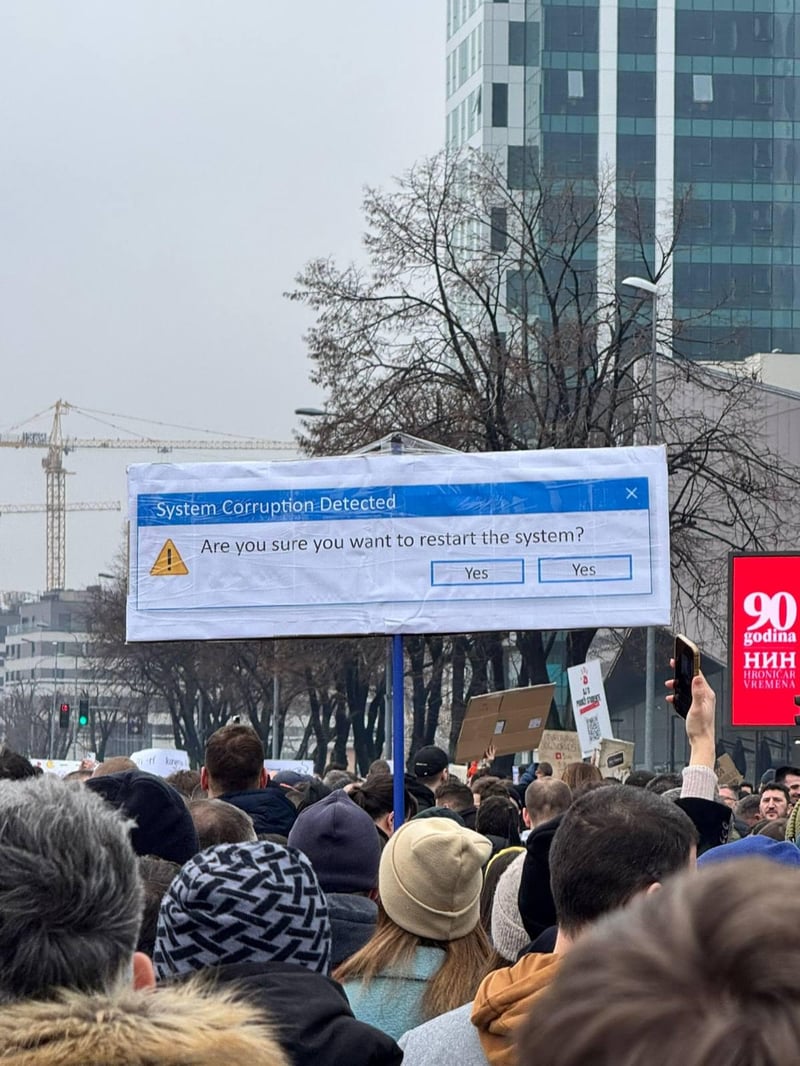 System Corruption Detected
Are you sure you want to restart the system?
Yes
Yes
90
godina
НИН
HRONIČAR
VREMENA